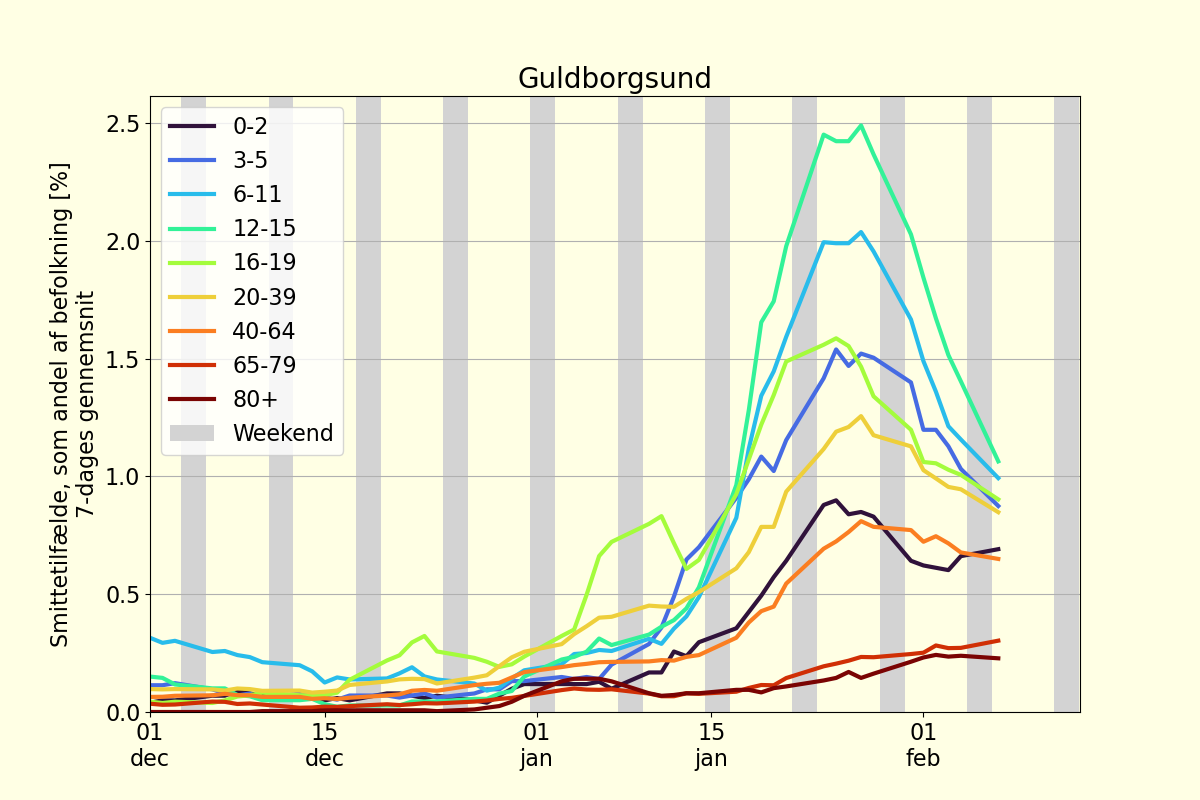 Guldborgsund
Smittetilfælde, som andel af befolkning [%]
7-dages gennemsnit
2.5
2.0
1.5
1.0
0.5
0.0
0-2
3-5
6-11
12-15
16-19
20-39
40-64
65-79
80+
Weekend
01 15 01 15 01
dec dec jan jan feb